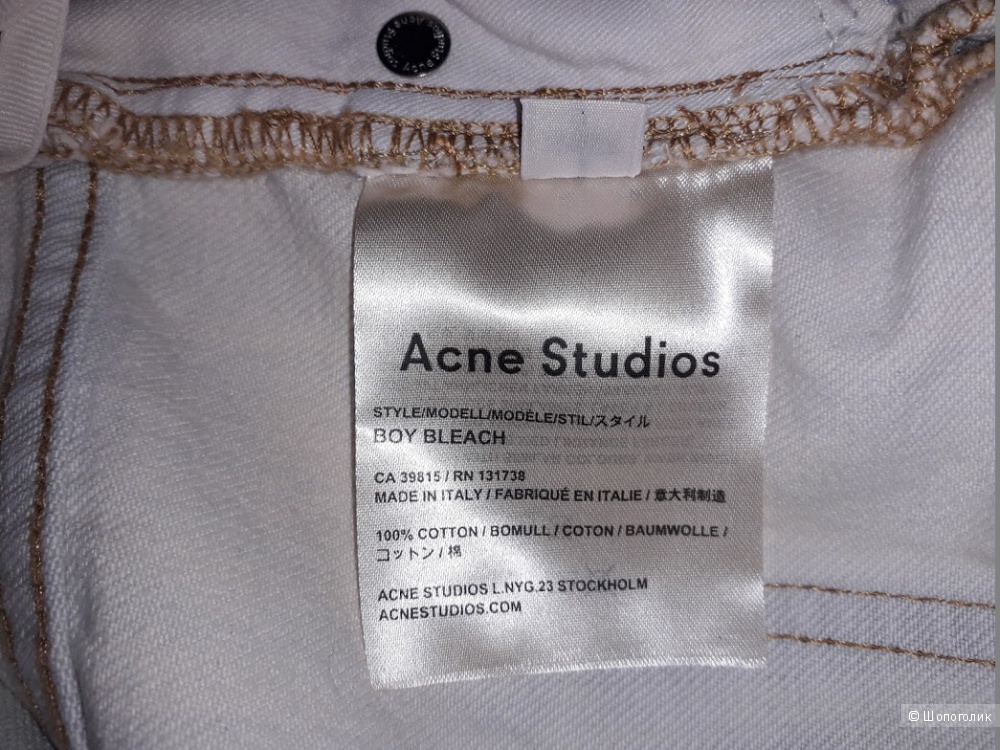 Acne Studios
STYLE/MODELL/MODÈLE/STIL/スタイル
BOY BLEACH
CA 39815 / RN 131738
MADE IN ITALY / FABRIQUÉ EN ITALIE / 意大利制造
100% COTTON / BOMULL / COTON / BAUMWOLLE /
コットン / 棉
ACNE STUDIOS L.NYG.23 STOCKHOLM
ACNESTUDIOS.COM
© Шопоголик